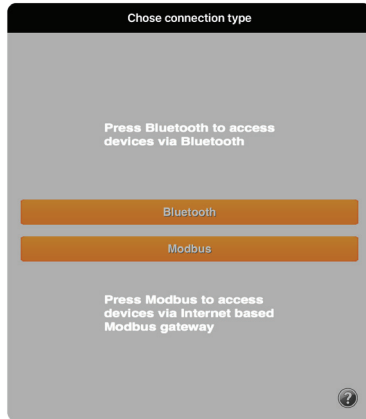 Chose connection type
Press Bluetooth to access
devices via Bluetooth
Bluetooth
Modbus
Press Modbus to access
devices via Internet based
Modbus gateway
?